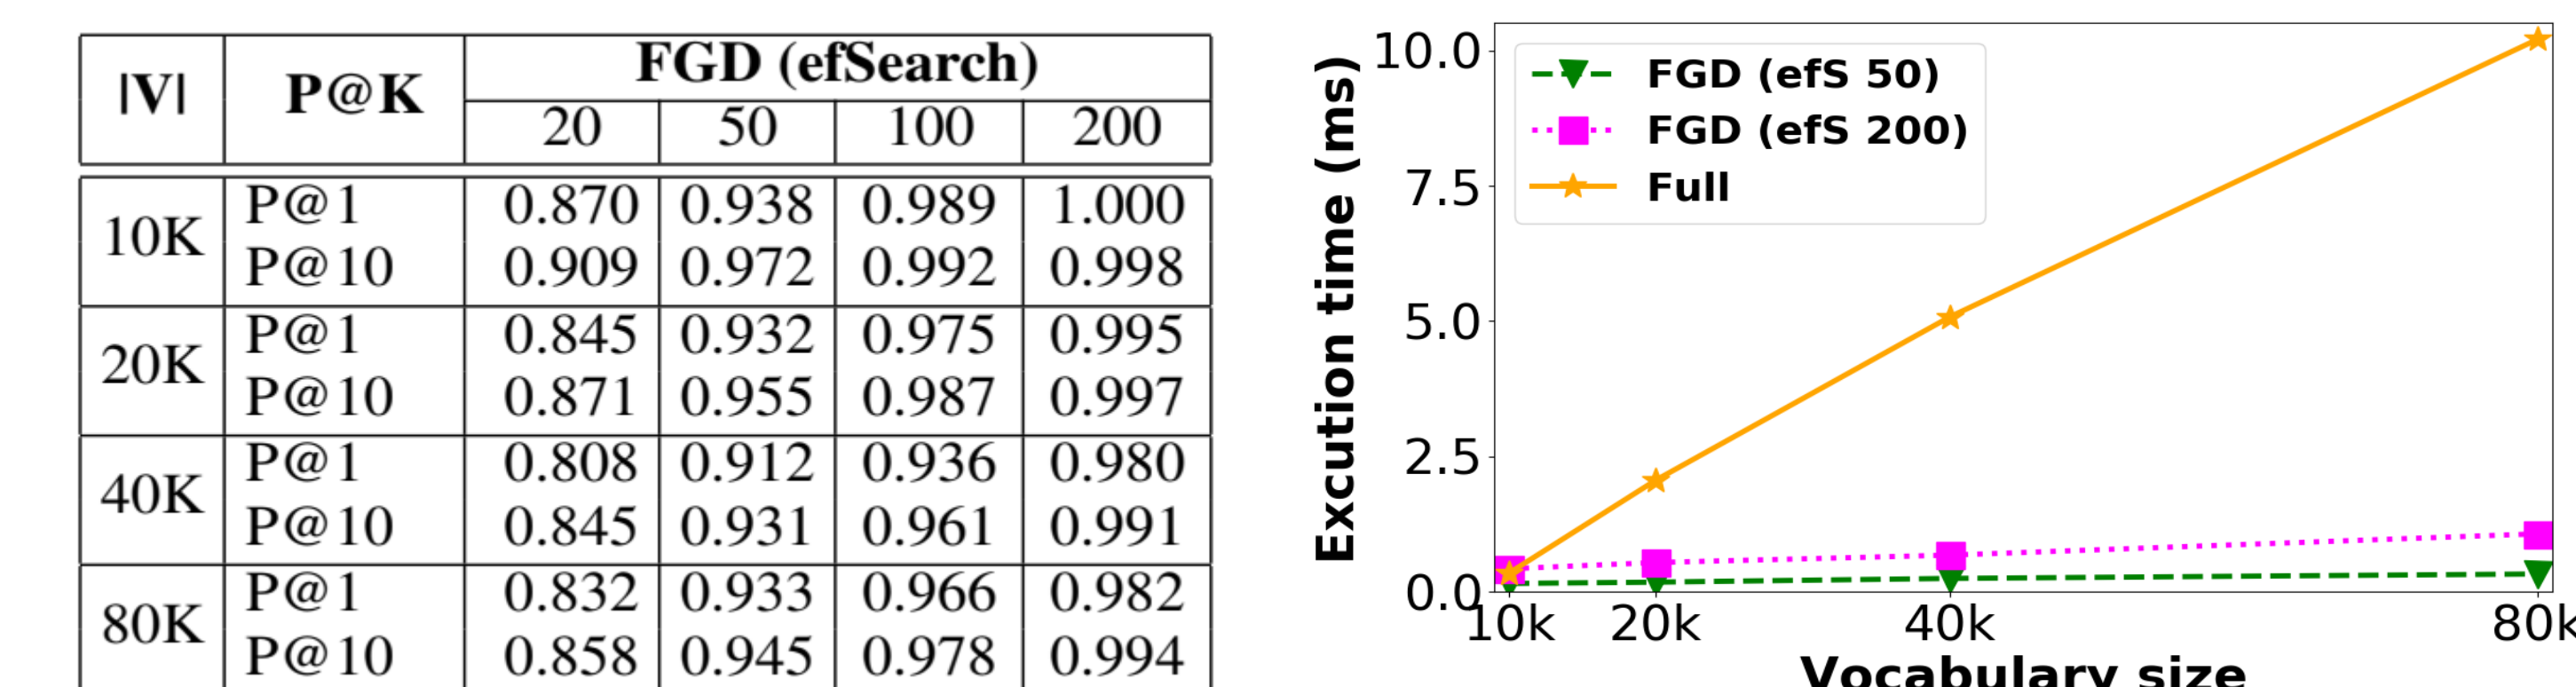 |V| P@K FGD (efSearch)
20 50 100 200
10K P@1 0.870 0.938 0.989 1.000
P@10 0.909 0.972 0.992 0.998
20K P@1 0.845 0.932 0.975 0.995
P@10 0.871 0.955 0.987 0.997
40K P@1 0.808 0.912 0.936 0.980
P@10 0.845 0.931 0.961 0.991
80K P@1 0.832 0.933 0.966 0.982
P@10 0.858 0.945 0.978 0.994
Excution time (ms)
10.0
7.5
5.0
2.5
0.0
FGD (efS 50)
FGD (efS 200)
Full
10k 20k 40k 80k
Vocabulary size